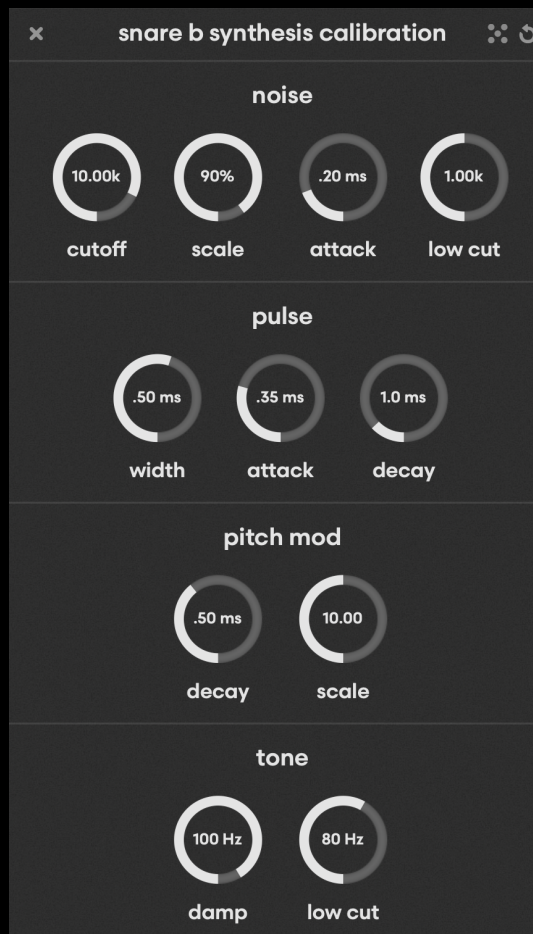 snare b synthesis calibration
noise
10.00k 90% .20 ms 1.00k
cutoff scale attack low cut
pulse
.50 ms .35 ms 1.0 ms
width attack decay
pitch mod
.50 ms 10.00
decay scale
tone
100 Hz 80 Hz
damp low cut